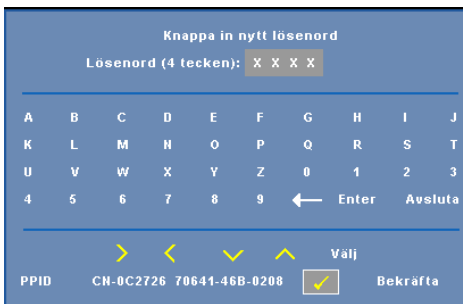 Knappa in nytt lösenord
Lösenord (4 tecken): X X X X
A B C D E F G H I J
K L M N O P Q R S T
U V W X Y Z 0 1 2 3
4 5 6 7 8 9 ← Enter Avsluta
Välj
PPID CN-0C2726 70641-46B-0208 Bekräfta